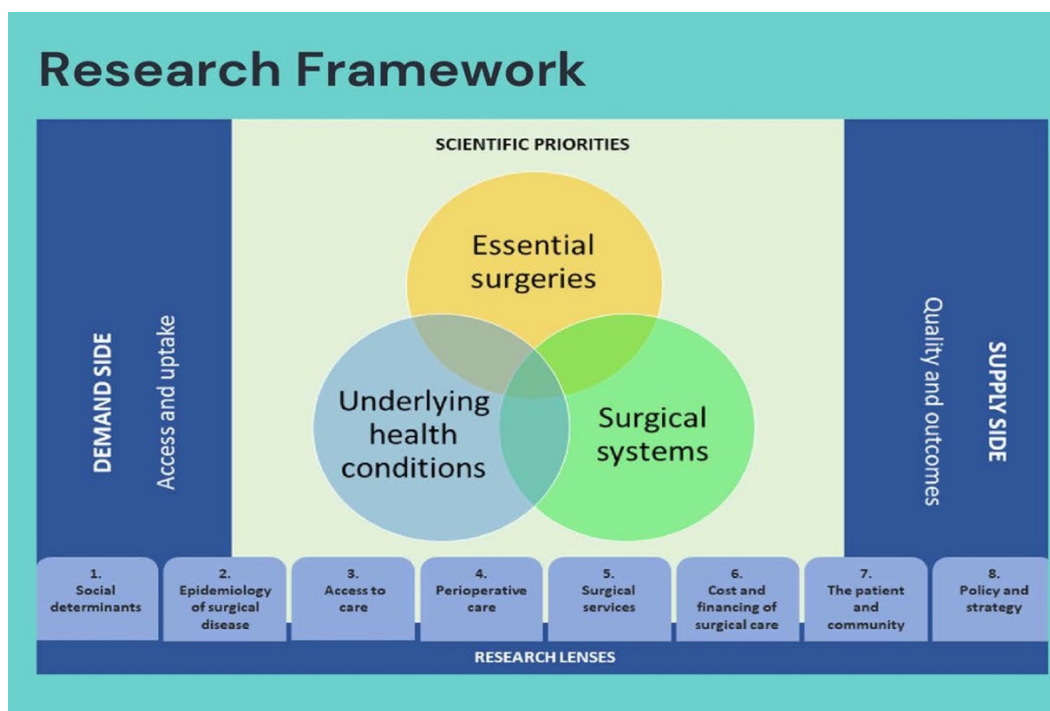 Research Framework
SCIENTIFIC PRIORITIES
DEMAND SIDE
Access and uptake
Essential
surgeries
Underlying
health
conditions
Surgical
systems
Quality and outcomes
SUPPLY SIDE
1.
Social
determinants
2.
Epidemiology
of surgical
disease
3.
Access to
care
4.
Perioperative
care
5.
Surgical
services
6.
Cost and
financing of
surgical care
7.
The patient
and
community
8.
Policy and
strategy
RESEARCH LENSES